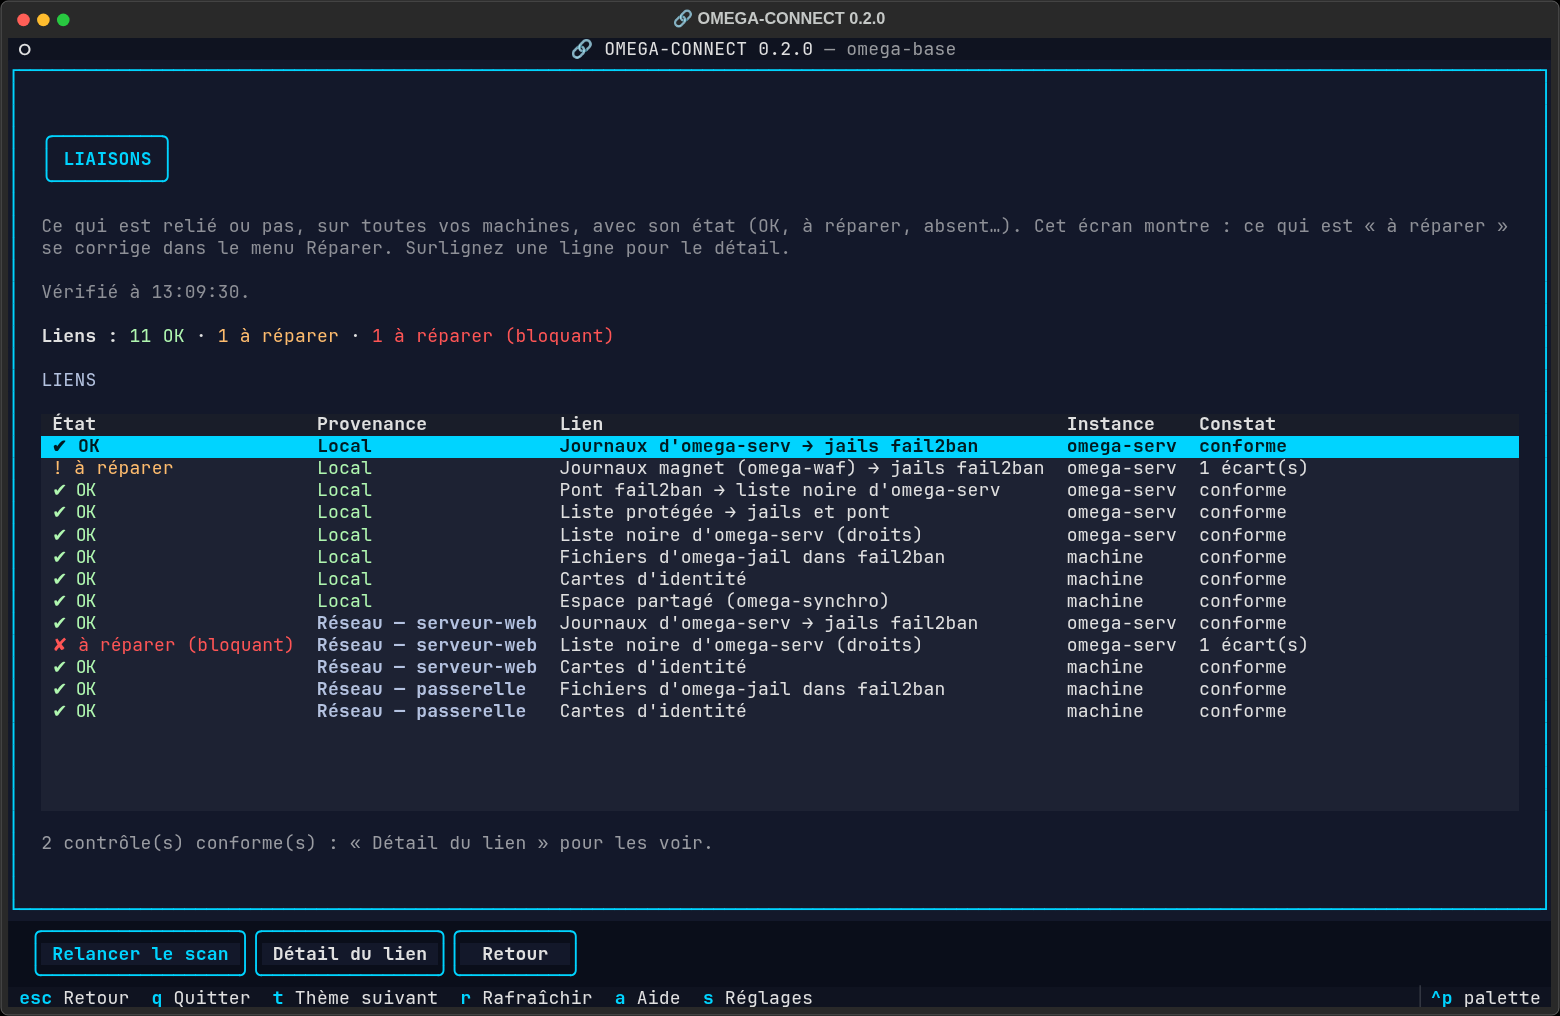 🔗 OMEGA-CONNECT 0.2.0
🔗 OMEGA-CONNECT 0.2.0 — omega-base
LIAISONS
Ce qui est relié ou pas, sur toutes vos machines, avec son état (OK, à réparer, absent…). Cet écran montre : ce qui est « à réparer »
se corrige dans le menu Réparer. Surlignez une ligne pour le détail.
Vérifié à 13:09:30.
Liens : 11 OK · 1 à réparer · 1 à réparer (bloquant)
LIENS
État Provenance Lien Instance Constat
✔ OK Local Journaux d'omega-serv → jails fail2ban omega-serv conforme
! à réparer Local Journaux magnet (omega-waf) → jails fail2ban omega-serv 1 écart(s)
✔ OK Local Pont fail2ban → liste noire d'omega-serv omega-serv conforme
✔ OK Local Liste protégée → jails et pont omega-serv conforme
✔ OK Local Liste noire d'omega-serv (droits) omega-serv conforme
✔ OK Local Fichiers d'omega-jail dans fail2ban machine conforme
✔ OK Local Cartes d'identité machine conforme
✔ OK Local Espace partagé (omega-synchro) machine conforme
✔ OK Réseau — serveur-web Journaux d'omega-serv → jails fail2ban omega-serv conforme
✘ à réparer (bloquant) Réseau — serveur-web Liste noire d'omega-serv (droits) omega-serv 1 écart(s)
✔ OK Réseau — serveur-web Cartes d'identité machine conforme
✔ OK Réseau — passerelle Fichiers d'omega-jail dans fail2ban machine conforme
✔ OK Réseau — passerelle Cartes d'identité machine conforme
2 contrôle(s) conforme(s) : « Détail du lien » pour les voir.
Relancer le scan Détail du lien Retour
esc Retour q Quitter t Thème suivant r Rafraîchir a Aide s Réglages ^p palette